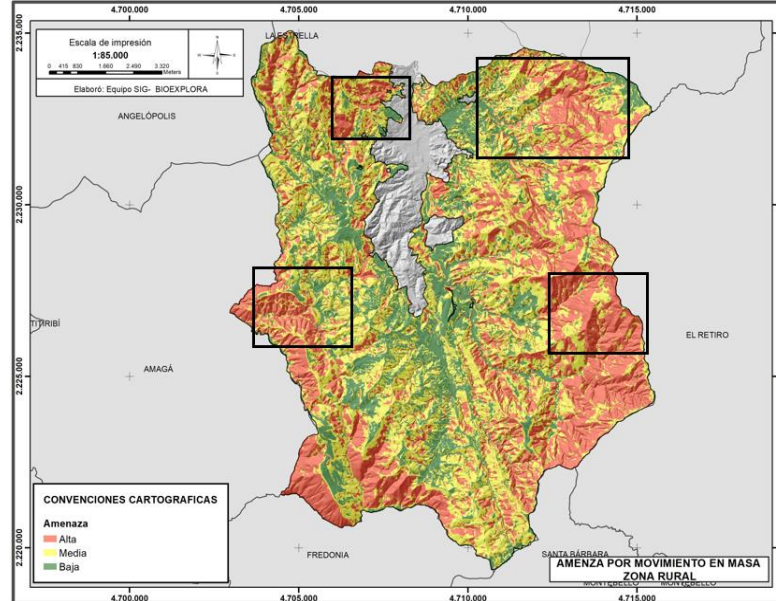 4.700.000 4.705.000 4.710.000 4.715.000
2.235.000
LA ESTRELLA
Escala de impresión
1:85.000
0 415 830 1.660 2.490 3.320
Meters
Elaboró: Equipo SIG- BIOEXPLORA
ANGELÓPOLIS
2.230.000
TITIRIBÍ
EL RETIRO
AMAGÁ
2.225.000
CONVENCIONES CARTOGRAFICAS
Amenaza
Alta
Media
Baja
2.220.000
FREDONIA
SANTA BÁRBARA
AMENZA POR MOVIMIENTO EN MASA
ZONA RURAL
MONTEBELLO MONTEBELLO
4.700.000 4.705.000 4.710.000 4.715.000